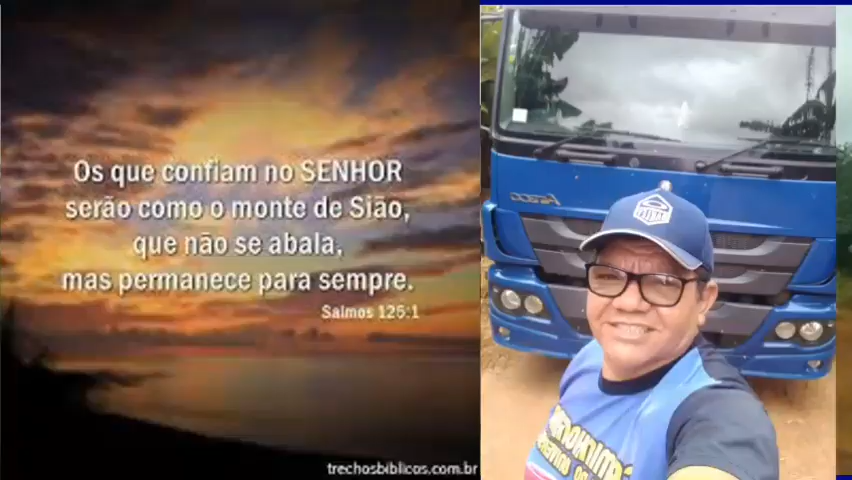 Os que confiam no SENHOR
serão como o monte de Sião,
que não se abala,
mas permanece para sempre.
Salmos 125:1
trechosbiblicos.com.br